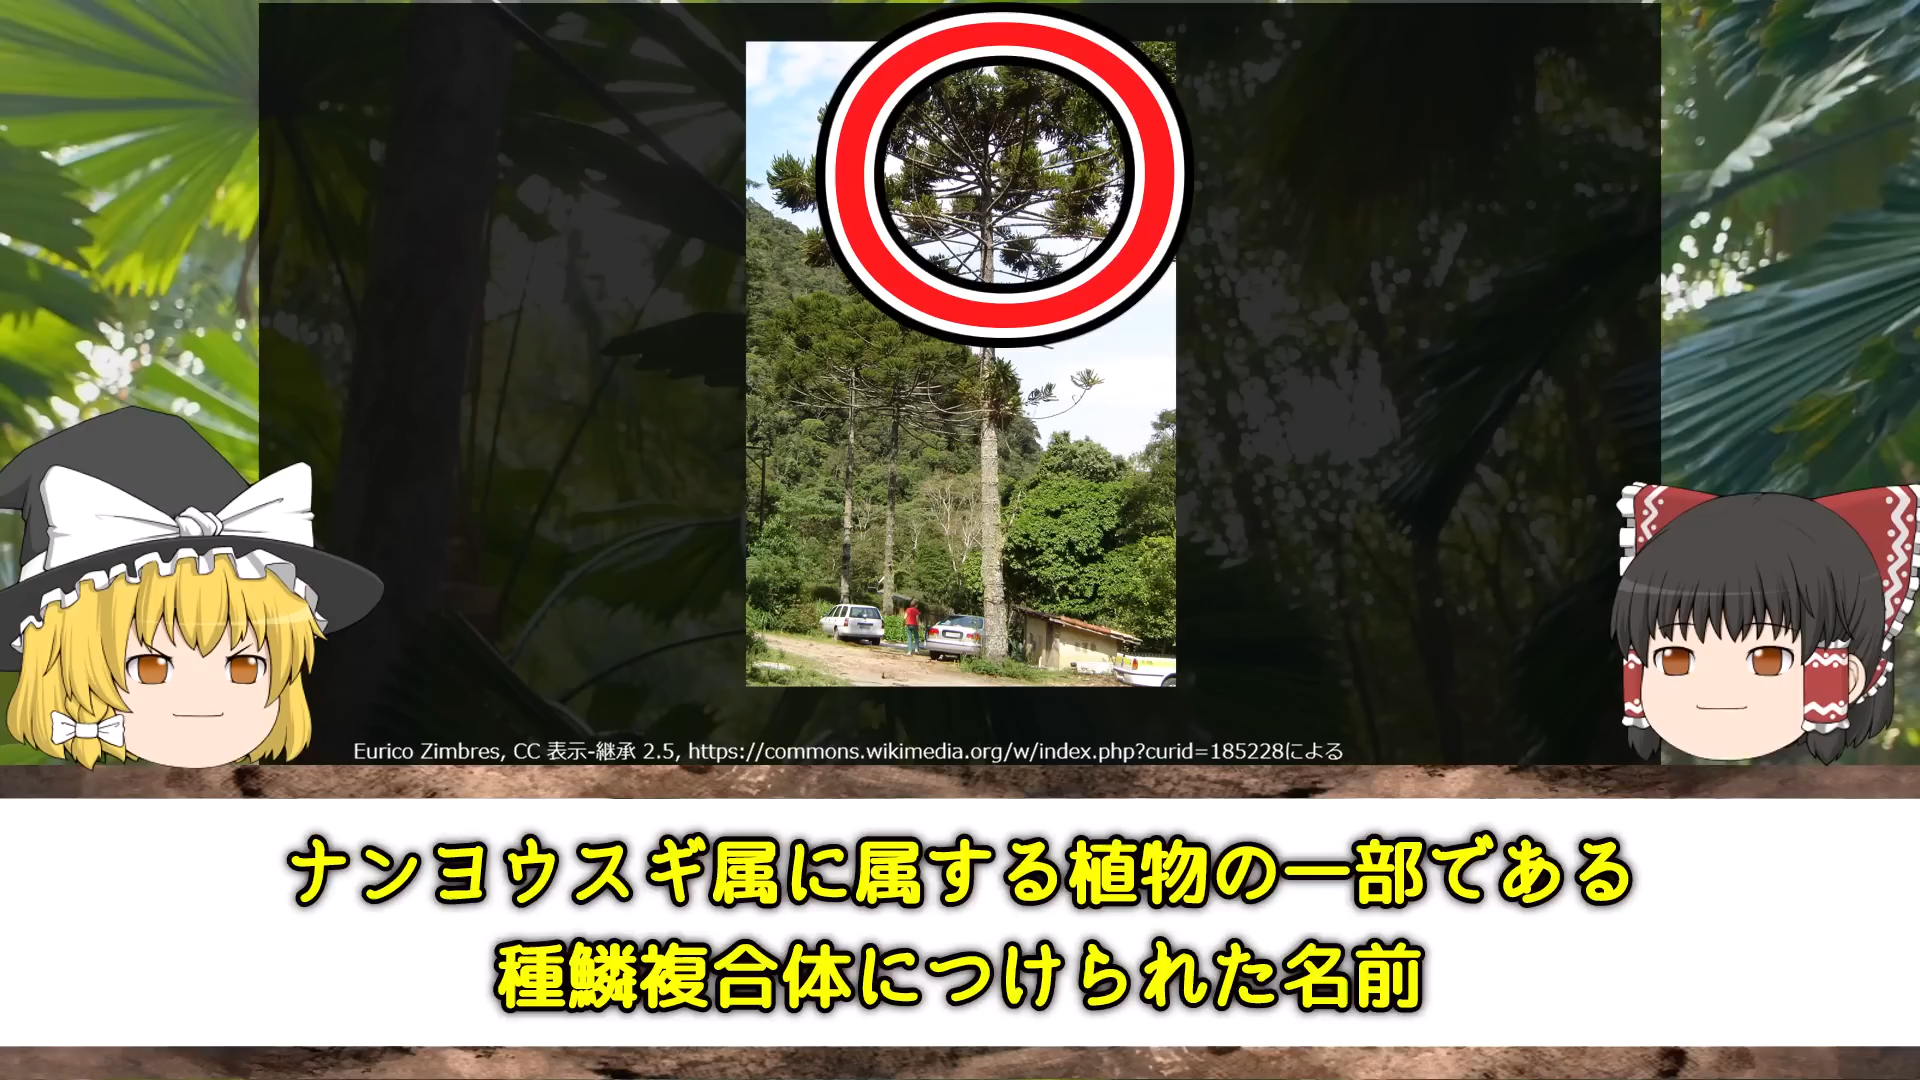 Eurico Zimbres, CC 表示-継承 2.5, https://commons.wikimedia.org/w/index.php?curid=185228による
ナンヨウスギ属に属する植物の一部である
種鱗複合体につけられた名前